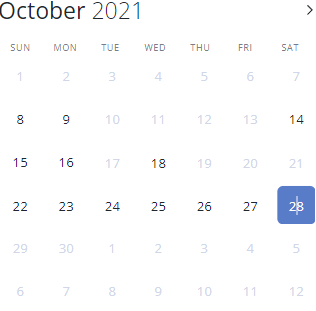 October 2021
SUN MON TUE WED THU FRI SAT
1 2 3 4 5 6 7
8 9 10 11 12 13 14
15 16 17 18 19 20 21
22 23 24 25 26 27 28
29 30 1 2 3 4 5
6 7 8 9 10 11 12